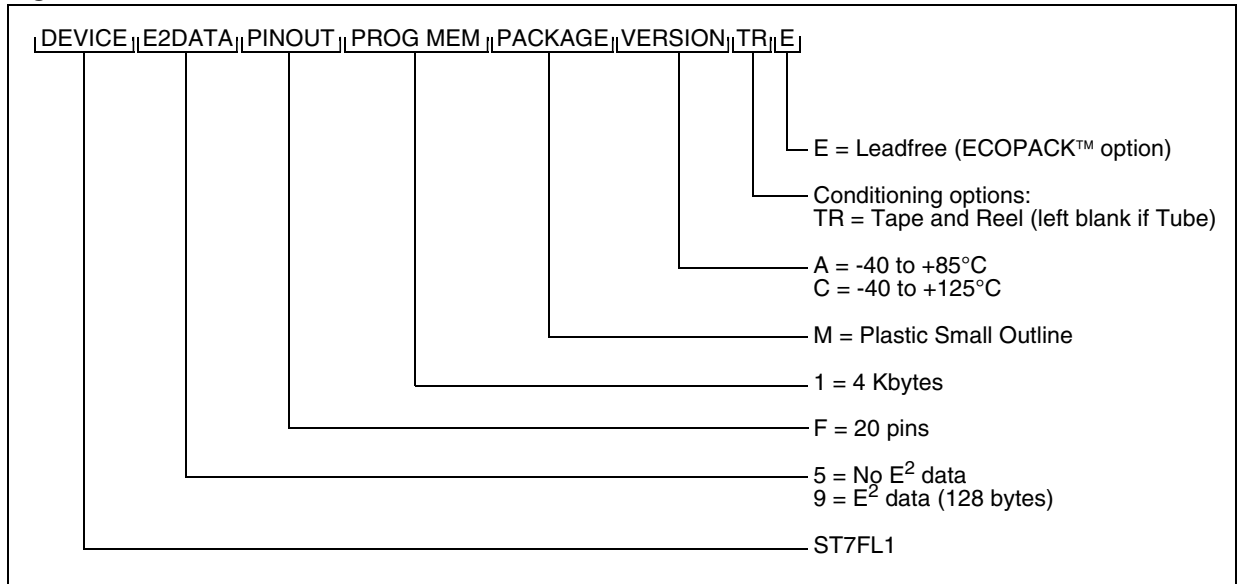 DEVICE E2DATA PINOUT PROG MEM PACKAGE VERSION TR E
E = Leadfree (ECOPACK™ option)
Conditioning options:
TR = Tape and Reel (left blank if Tube)
A = -40 to +85°C
C = -40 to +125°C
M = Plastic Small Outline
1 = 4 Kbytes
F = 20 pins
5 = No E² data
9 = E² data (128 bytes)
ST7FL1